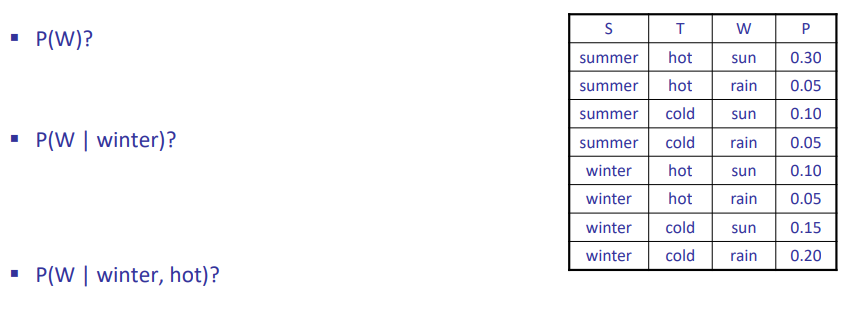 ▪ P(W)?
▪ P(W | winter)?
▪ P(W | winter, hot)?
S T W P
summer hot sun 0.30
summer hot rain 0.05
summer cold sun 0.10
summer cold rain 0.05
winter hot sun 0.10
winter hot rain 0.05
winter cold sun 0.15
winter cold rain 0.20